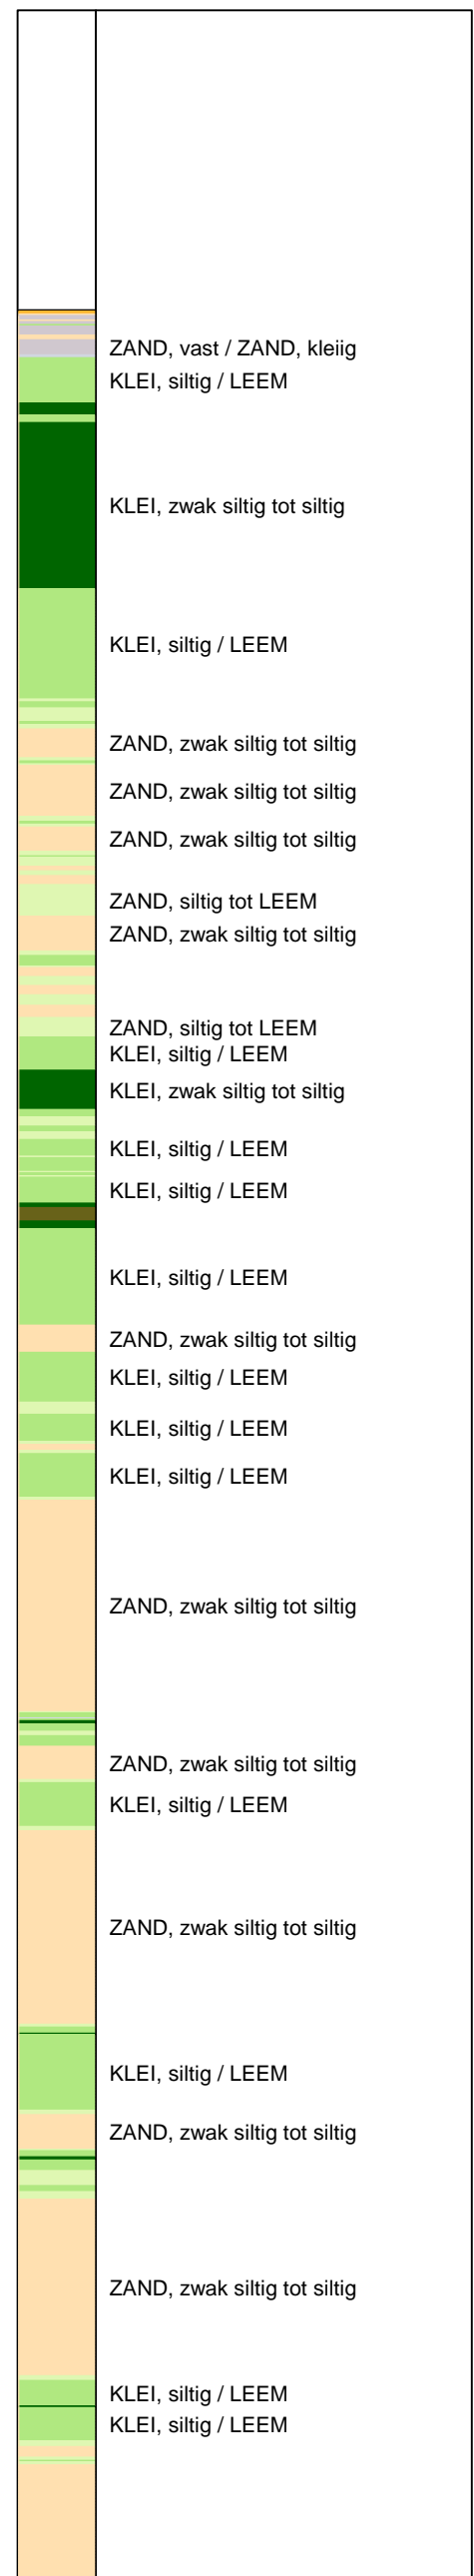 ZAND, vast / ZAND, kleiig
KLEI, siltig / LEEM
KLEI, zwak siltig tot siltig
KLEI, siltig / LEEM
ZAND, zwak siltig tot siltig
ZAND, zwak siltig tot siltig
ZAND, zwak siltig tot siltig
ZAND, siltig tot LEEM
ZAND, zwak siltig tot siltig
ZAND, siltig tot LEEM
KLEI, siltig / LEEM
KLEI, zwak siltig tot siltig
KLEI, siltig / LEEM
KLEI, siltig / LEEM
KLEI, siltig / LEEM
ZAND, zwak siltig tot siltig
KLEI, siltig / LEEM
KLEI, siltig / LEEM
KLEI, siltig / LEEM
ZAND, zwak siltig tot siltig
ZAND, zwak siltig tot siltig
KLEI, siltig / LEEM
ZAND, zwak siltig tot siltig
KLEI, siltig / LEEM
ZAND, zwak siltig tot siltig
ZAND, zwak siltig tot siltig
KLEI, siltig / LEEM
KLEI, siltig / LEEM